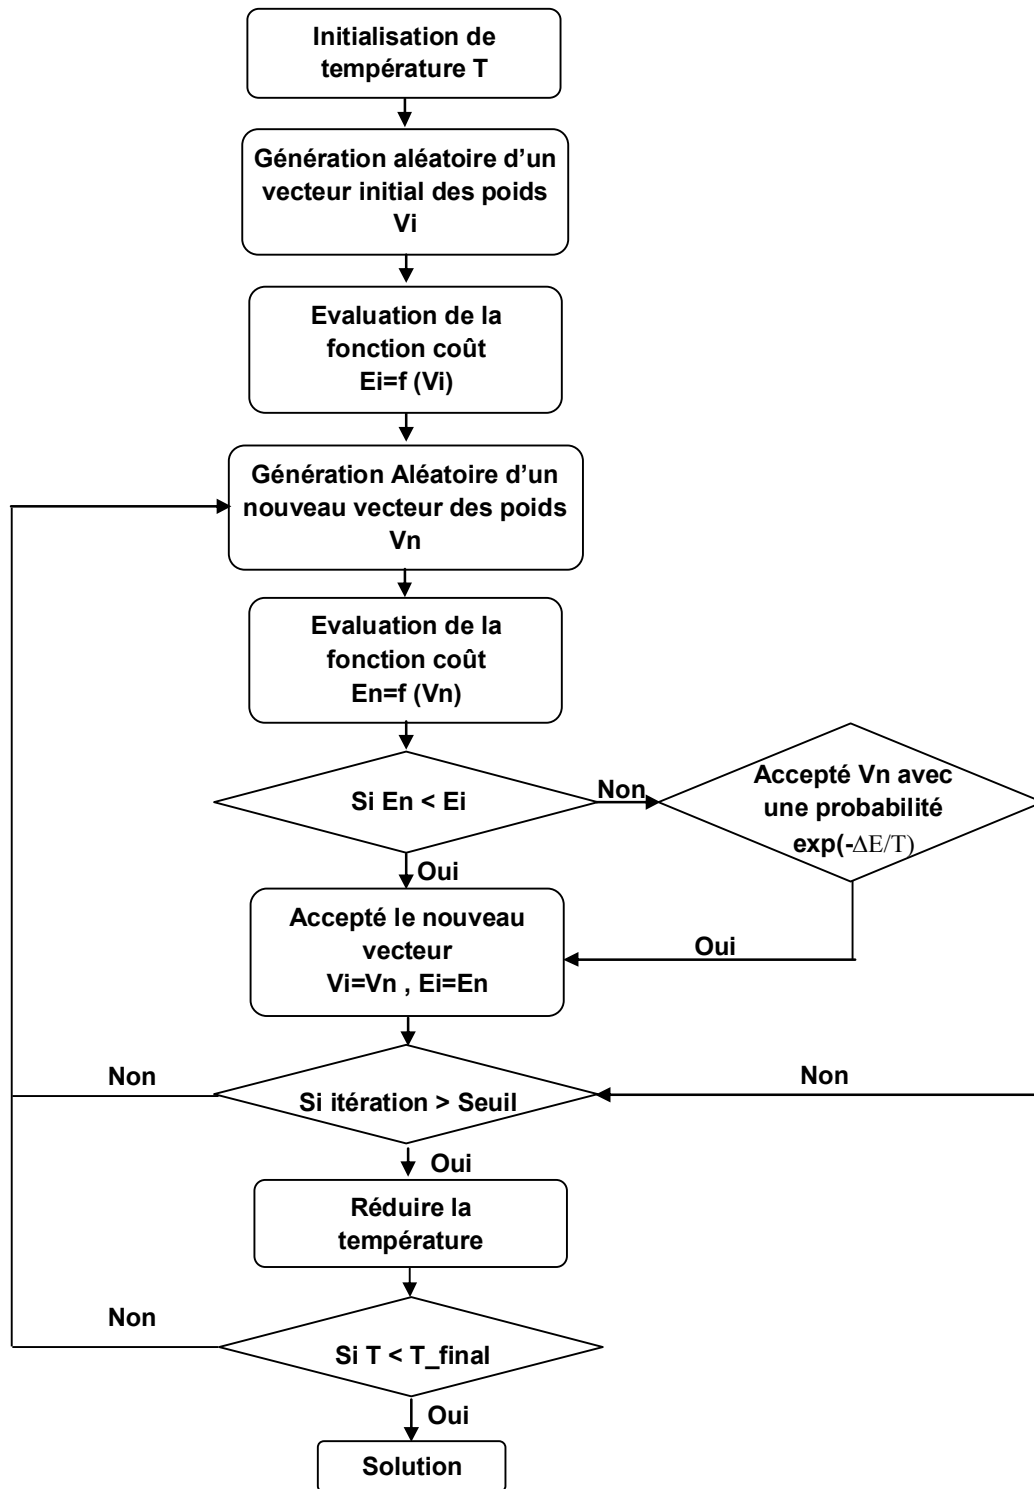 Initialisation de
température T
Génération aléatoire d’un
vecteur initial des poids
Vi
Evaluation de la
fonction coût
Ei=f (Vi)
Génération Aléatoire d’un
nouveau vecteur des poids
Vn
Evaluation de la
fonction coût
En=f (Vn)
Si En < Ei
Non
Accepté Vn avec
une probabilité
exp(-ΔE/T)
Oui
Accepté le nouveau
vecteur
Vi=Vn , Ei=En
Oui
Non
Si itération > Seuil
Non
Oui
Réduire la
température
Non
Si T < T_final
Oui
Solution